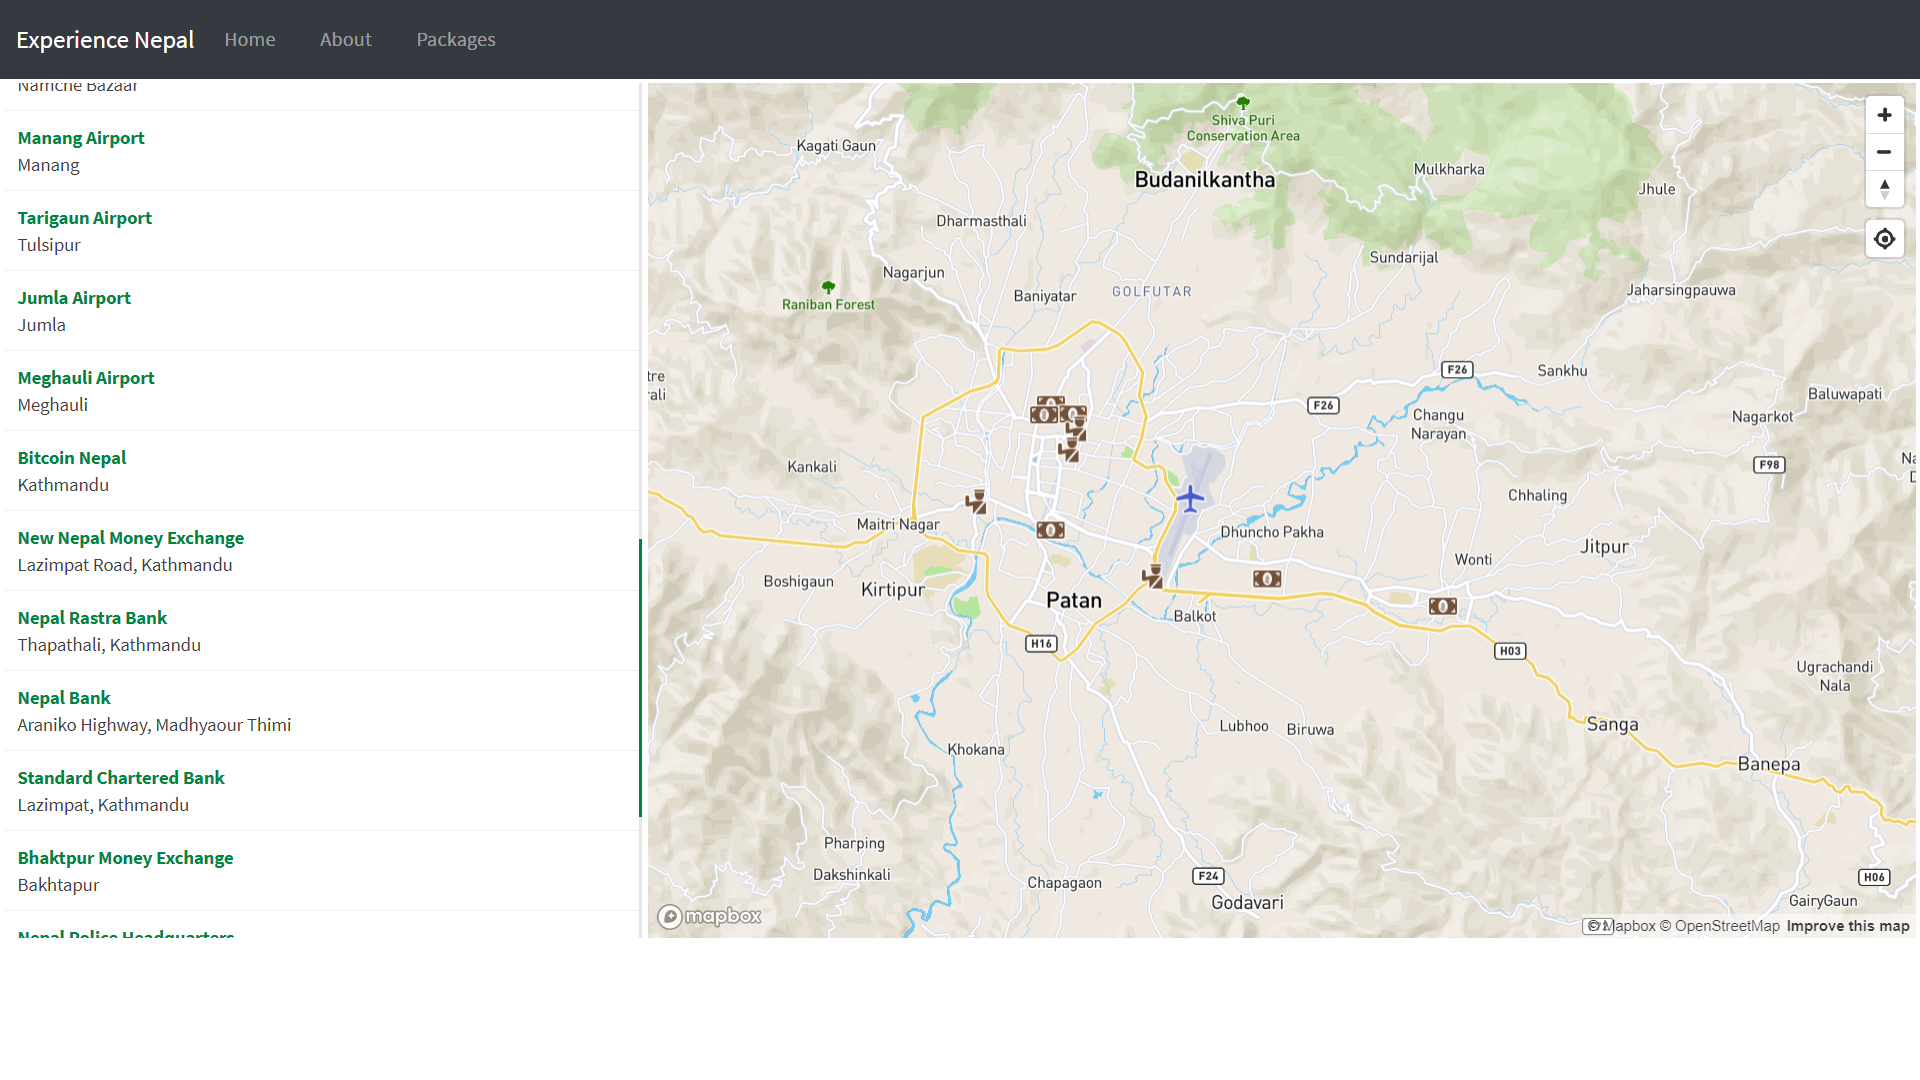 Experience Nepal
Home
About
Packages
Namche Bazaar
Manang Airport
Manang
Tarigaun Airport
Tulsipur
Jumla Airport
Jumla
Meghauli Airport
Meghauli
Bitcoin Nepal
Kathmandu
New Nepal Money Exchange
Lazimpat Road, Kathmandu
Nepal Rastra Bank
Thapathali, Kathmandu
Nepal Bank
Araniko Highway, Madhyaour Thimi
Standard Chartered Bank
Lazimpat, Kathmandu
Bhaktpur Money Exchange
Bakhtapur
Nepal Police Headquarters
Shiva Puri
Conservation Area
Kagati Gaun
Budanilkantha
Mulkharka
Jhule
Dharmasthali
Sundarijal
Nagarjun
Baniyatar
GOLFUTAR
Jaharsingpauwa
Raniban Forest
F26
Sankhu
Baluwapati
F26
Changu
Narayan
Nagarkot
Kankali
F98
Chhaling
Maitri Nagar
Dhuncho Pakha
Jitpur
Wonti
Boshigaun
Kirtipur
Patan
Balkot
H16
H03
Ugrachandi
Nala
Lubhoo
Biruwa
Sanga
Khokana
Banepa
Pharping
Dakshinkali
Chapagaon
F24
H06
Godavari
GairyGaun
mapbox
© Mapbox © OpenStreetMap Improve this map